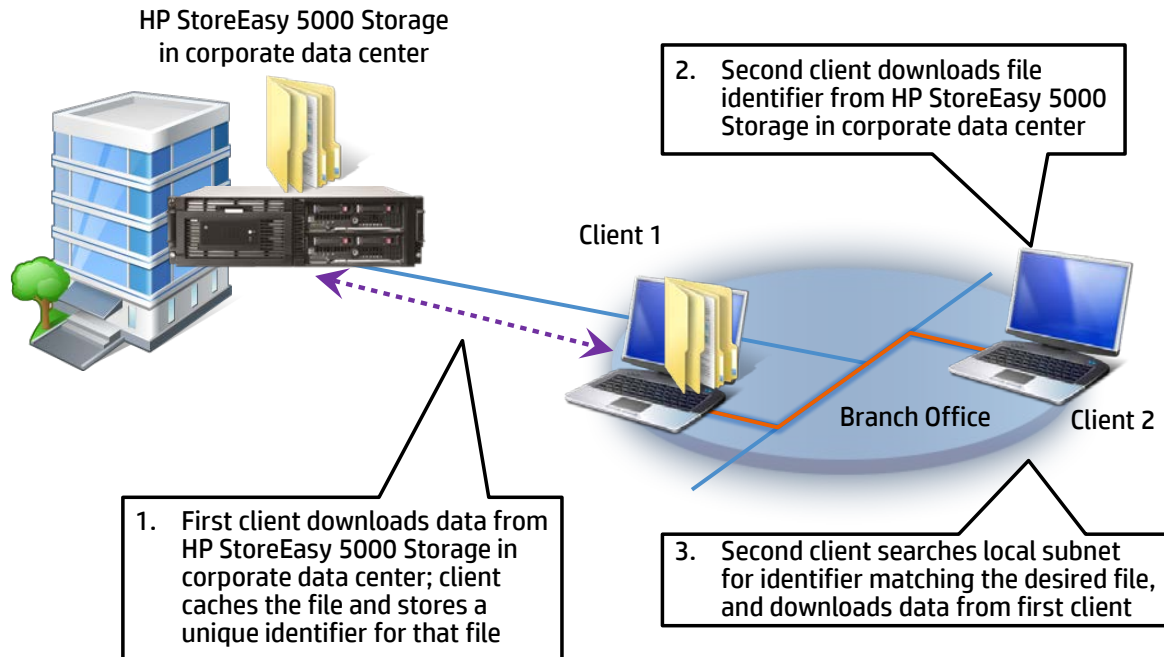 HP StoreEasy 5000 Storage
in corporate data center
2. Second client downloads file
identifier from HP StoreEasy 5000
Storage in corporate data center
Client 1
Branch Office
Client 2
1. First client downloads data from
HP StoreEasy 5000 Storage in
corporate data center; client
caches the file and stores a
unique identifier for that file
3. Second client searches local subnet
for identifier matching the desired file,
and downloads data from first client